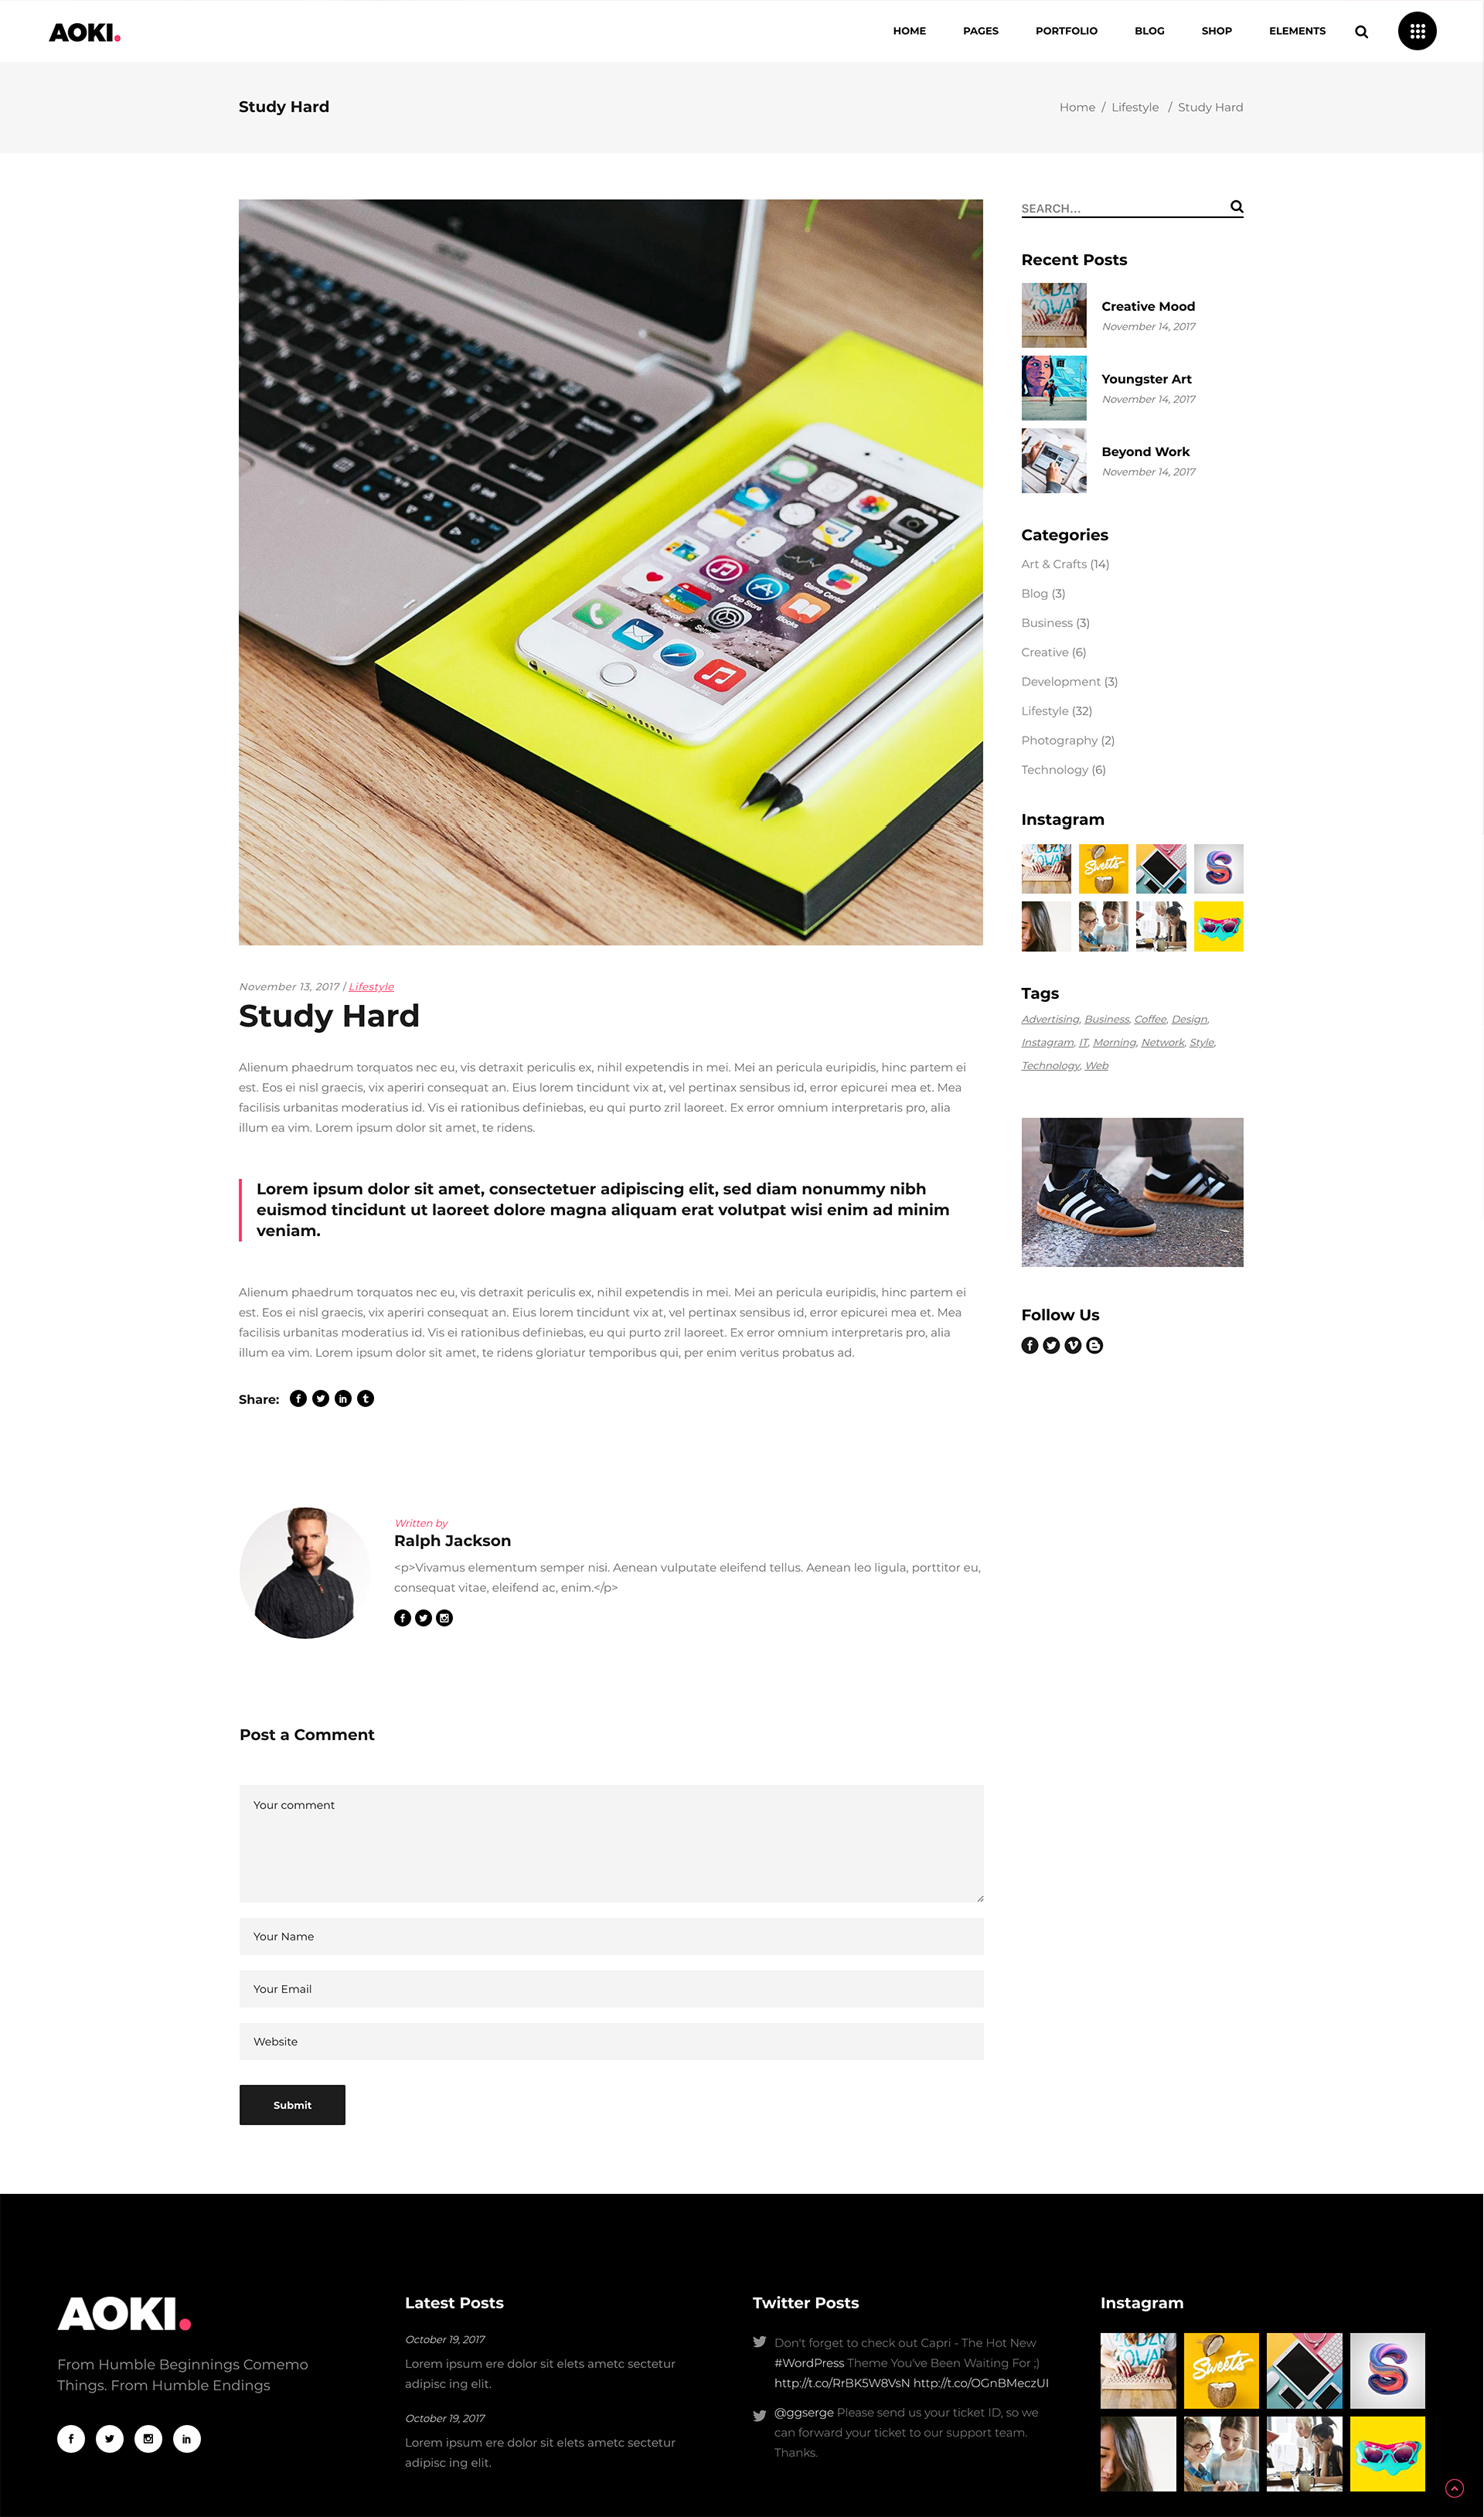 AOKI.
HOME PAGES PORTFOLIO BLOG SHOP ELEMENTS
Study Hard
Home / Lifestyle / Study Hard
SEARCH...
Recent Posts
Creative Mood
November 14, 2017
Youngster Art
November 14, 2017
Beyond Work
November 14, 2017
Categories
Art & Crafts (14)
Blog (3)
Business (3)
Creative (6)
Development (3)
Lifestyle (32)
Photography (2)
Technology (6)
Instagram
Sweets
Tags
Advertising, Business, Coffee, Design,
Instagram, IT, Morning, Network, Style,
Technology, Web
Follow Us
November 13, 2017 / Lifestyle
Study Hard
Alienum phaedrum torquatos nec eu, vis detraxit periculis ex, nihil expetendis in mei. Mei an pericula euripidis, hinc partem ei
est. Eos ei nisl graecis, vix aperiri consequat an. Eius lorem tincidunt vix at, vel pertinax sensibus id, error epicurei mea et. Mea
facilisis urbanitas moderatius id. Vis ei rationibus definiebas, eu qui purto zril laoreet. Ex error omnium interpretaris pro, alia
illum ea vim. Lorem ipsum dolor sit amet, te ridens.
Lorem ipsum dolor sit amet, consectetuer adipiscing elit, sed diam nonummy nibh
euismod tincidunt ut laoreet dolore magna aliquam erat volutpat wisi enim ad minim
veniam.
Alienum phaedrum torquatos nec eu, vis detraxit periculis ex, nihil expetendis in mei. Mei an pericula euripidis, hinc partem ei
est. Eos ei nisl graecis, vix aperiri consequat an. Eius lorem tincidunt vix at, vel pertinax sensibus id, error epicurei mea et. Mea
facilisis urbanitas moderatius id. Vis ei rationibus definiebas, eu qui purto zril laoreet. Ex error omnium interpretaris pro, alia
illum ea vim. Lorem ipsum dolor sit amet, te ridens gloriatur temporibus qui, per enim veritus probatus ad.
Share:
Written by
Ralph Jackson
<p>Vivamus elementum semper nisi. Aenean vulputate eleifend tellus. Aenean leo ligula, porttitor eu,
consequat vitae, eleifend ac, enim.</p>
Post a Comment
Your comment
Your Name
Your Email
Website
Submit
AOKI.
From Humble Beginnings Comemo
Things. From Humble Endings
Latest Posts
October 19, 2017
Lorem ipsum ere dolor sit elets ametc sectetur
adipisc ing elit.
October 19, 2017
Lorem ipsum ere dolor sit elets ametc sectetur
adipisc ing elit.
Twitter Posts
Don't forget to check out Capri - The Hot New
#WordPress Theme You've Been Waiting For ;)
http://t.co/RrBK5W8VsN http://t.co/OGnBMeczUI
@ggserge Please send us your ticket ID, so we
can forward your ticket to our support team.
Thanks.
Instagram
Sweets
S